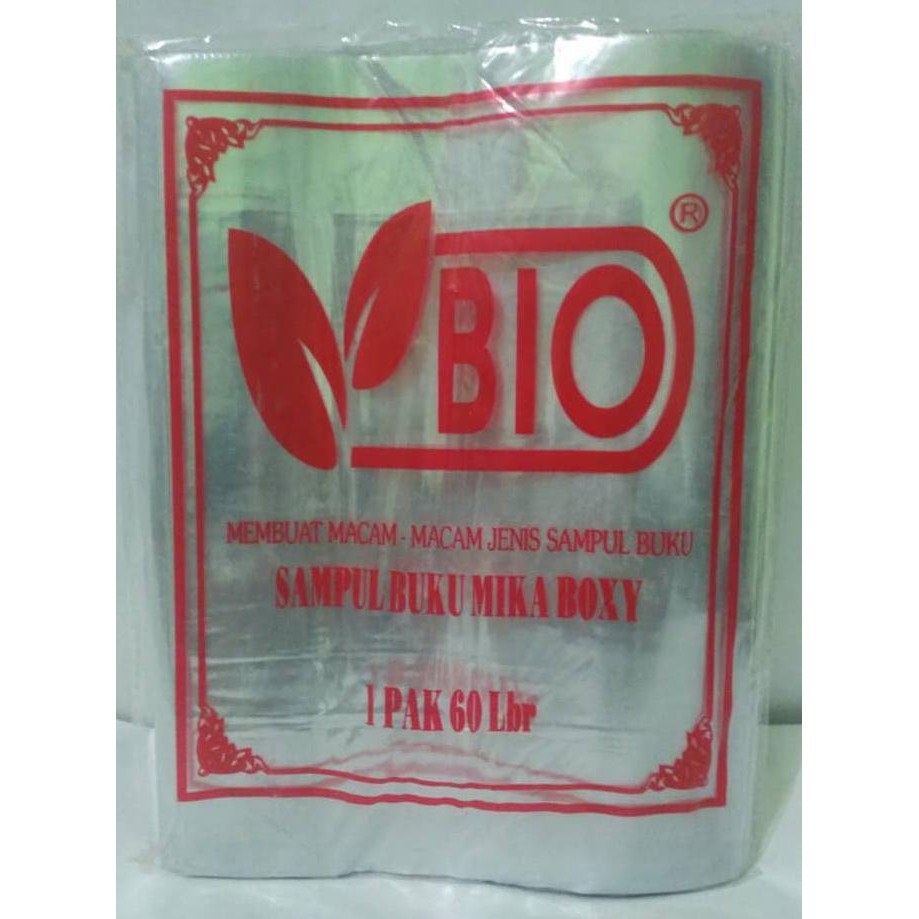 BIO ®
MEMBUAT MACAM - MACAM JENIS SAMPUL BUKU
SAMPUL BUKU MIKA BOXY
1 PAK 60 Lbr